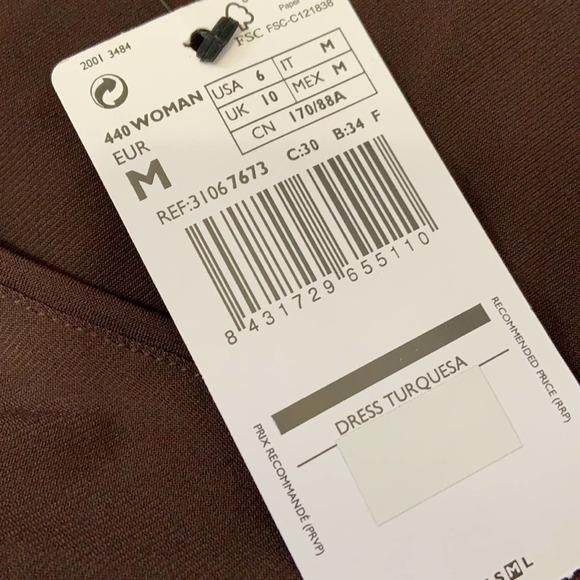 Paper
FSC FSC-C121838
2001 3484
440 WOMAN
EUR
M
USA 6 IT M
UK 10 MEX M
CN 170/88A
REF:31067673 C:30 B:34 F
8 431729 655110
RECOMMENDED PRICE (RRP)
DRESS TURQUESA
PRIX RECOMMANDÉ (PRVP)
S M L